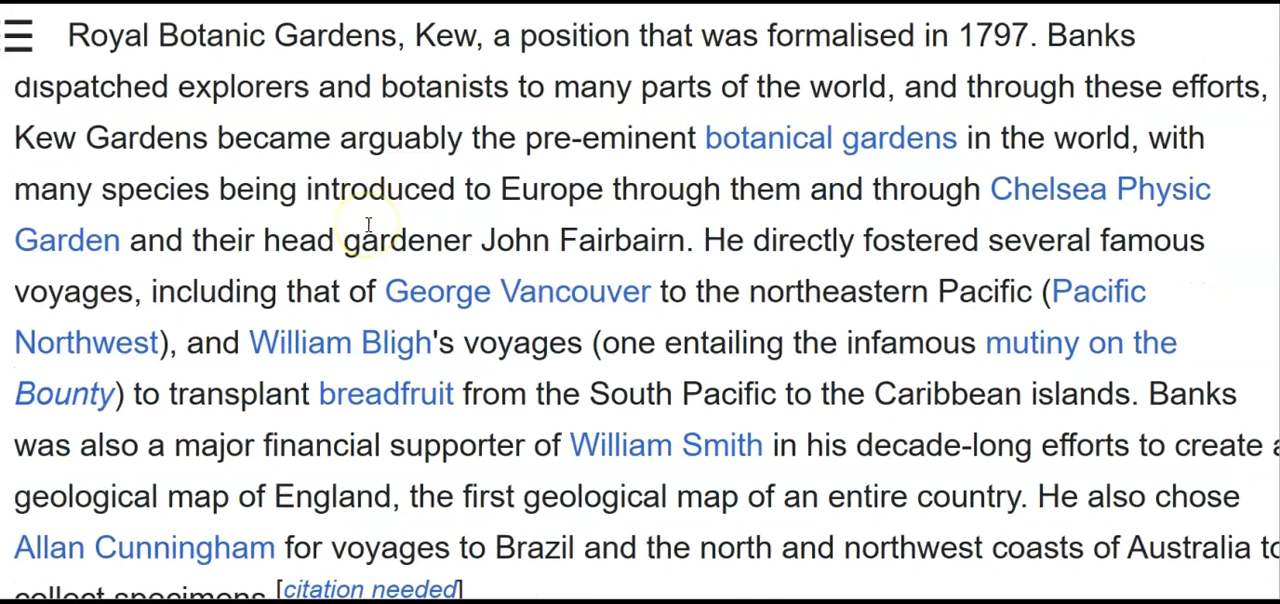 Royal Botanic Gardens, Kew, a position that was formalised in 1797. Banks
dispatched explorers and botanists to many parts of the world, and through these efforts,
Kew Gardens became arguably the pre-eminent botanical gardens in the world, with
many species being introduced to Europe through them and through Chelsea Physic
Garden and their head gardener John Fairbairn. He directly fostered several famous
voyages, including that of George Vancouver to the northeastern Pacific (Pacific
Northwest), and William Bligh's voyages (one entailing the infamous mutiny on the
Bounty) to transplant breadfruit from the South Pacific to the Caribbean islands. Banks
was also a major financial supporter of William Smith in his decade-long efforts to create a
geological map of England, the first geological map of an entire country. He also chose
Allan Cunningham for voyages to Brazil and the north and northwest coasts of Australia to
collect specimens.[citation needed]